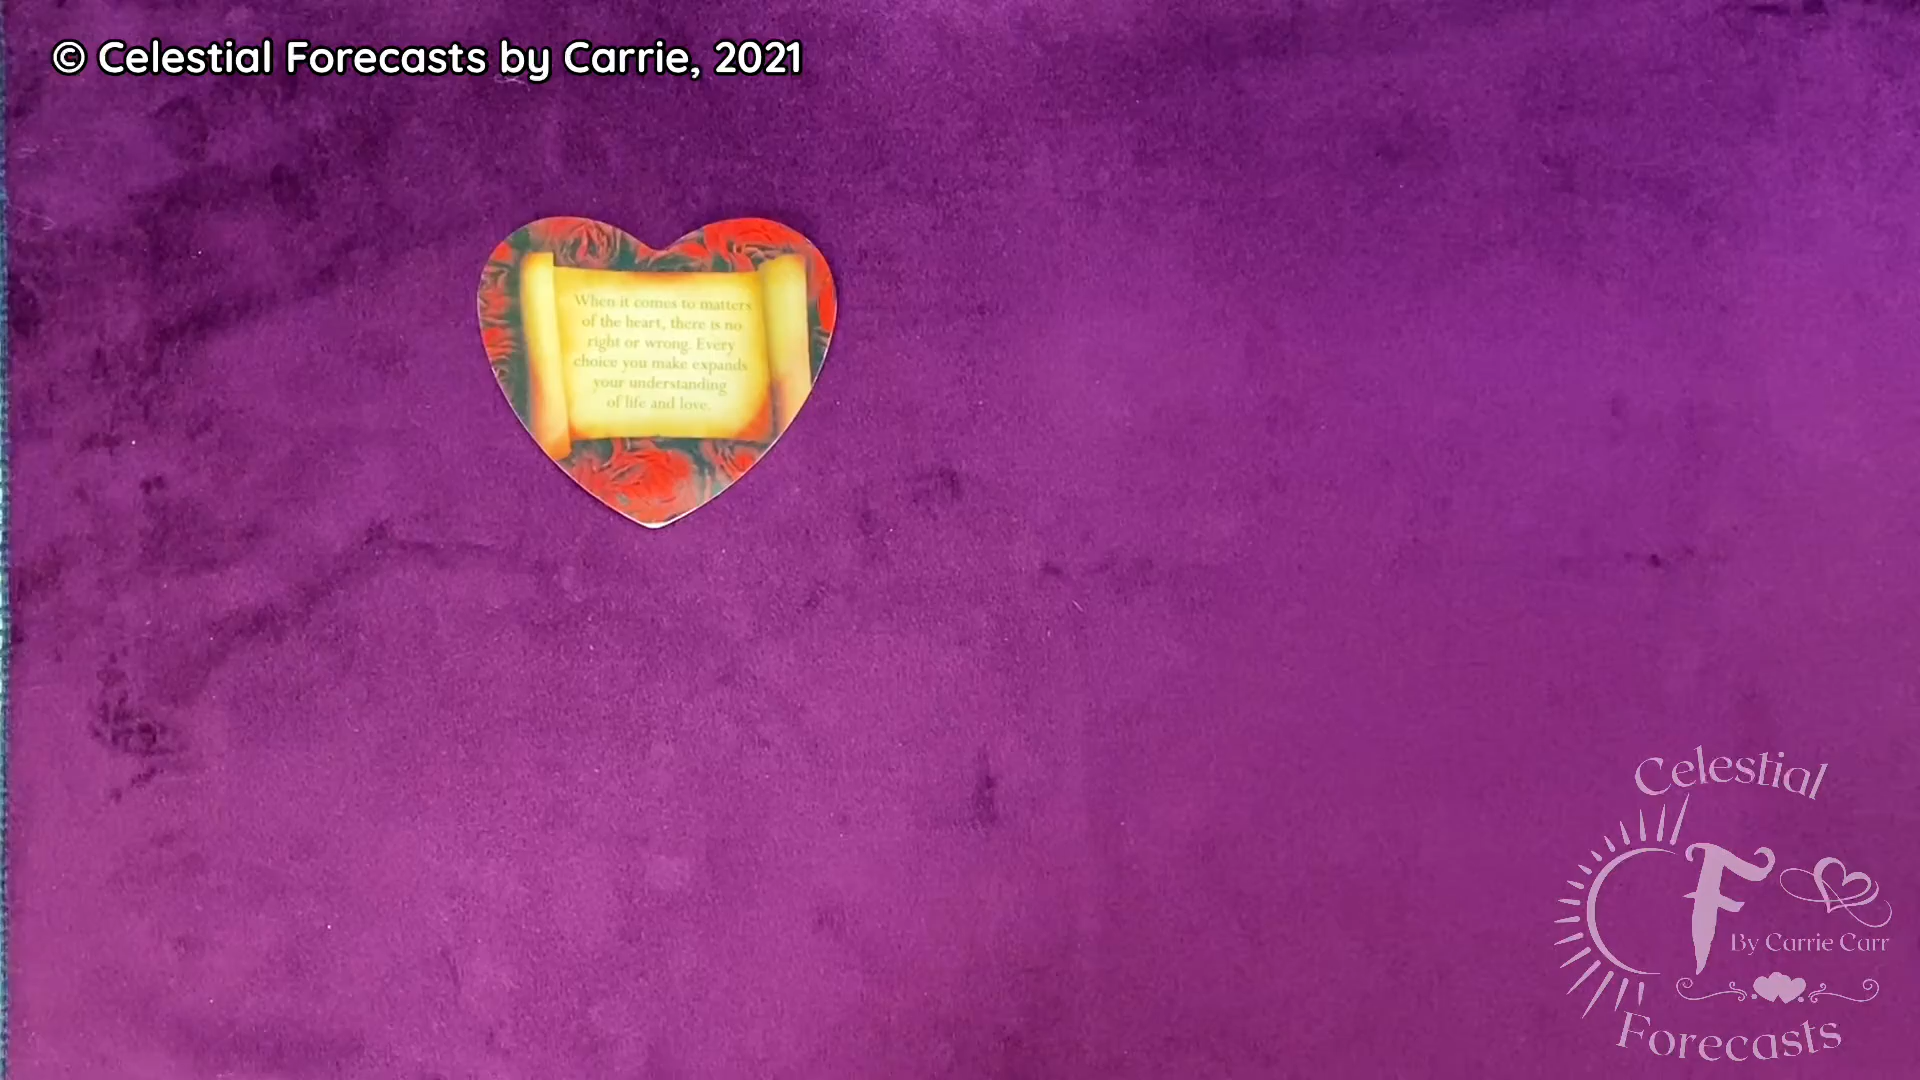 © Celestial Forecasts by Carrie, 2021
When it comes to matters
of the heart, there is no
right or wrong. Every
choice you make expands
your understanding
of life and love.
Celestial
CF
By Carrie Carr
Forecasts